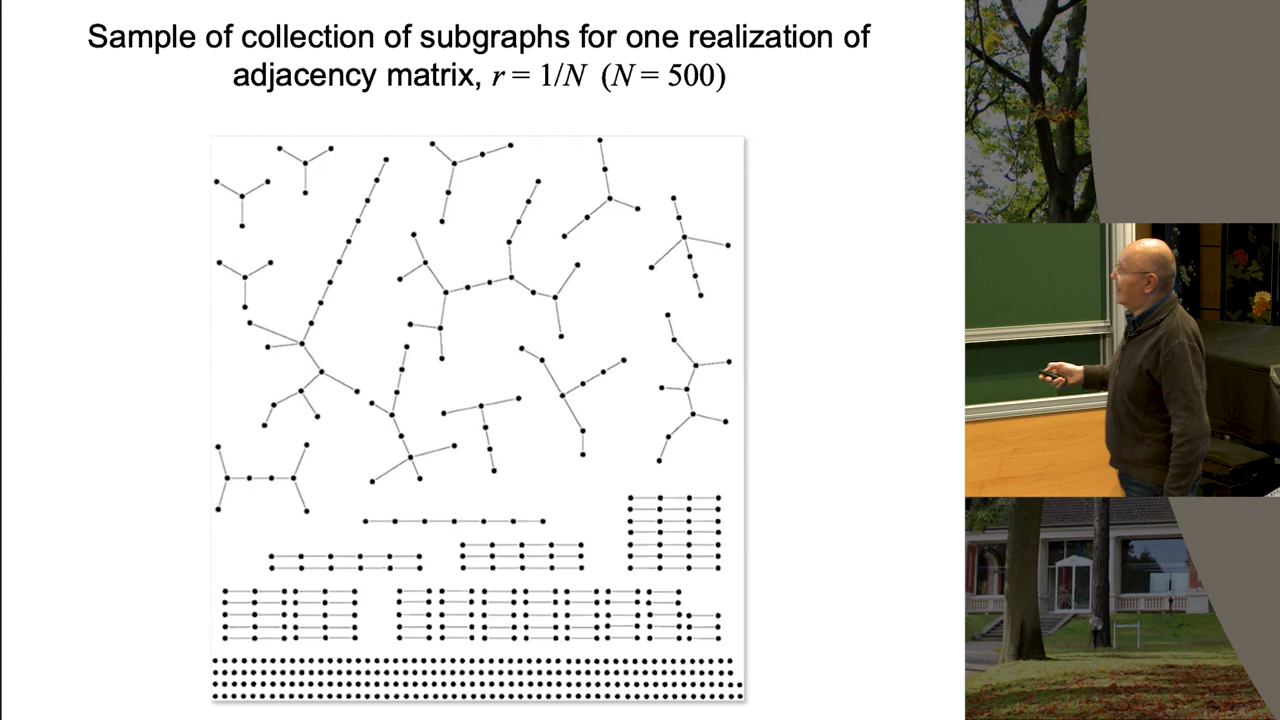 Sample of collection of subgraphs for one realization of
adjacency matrix, r = 1/N (N = 500)